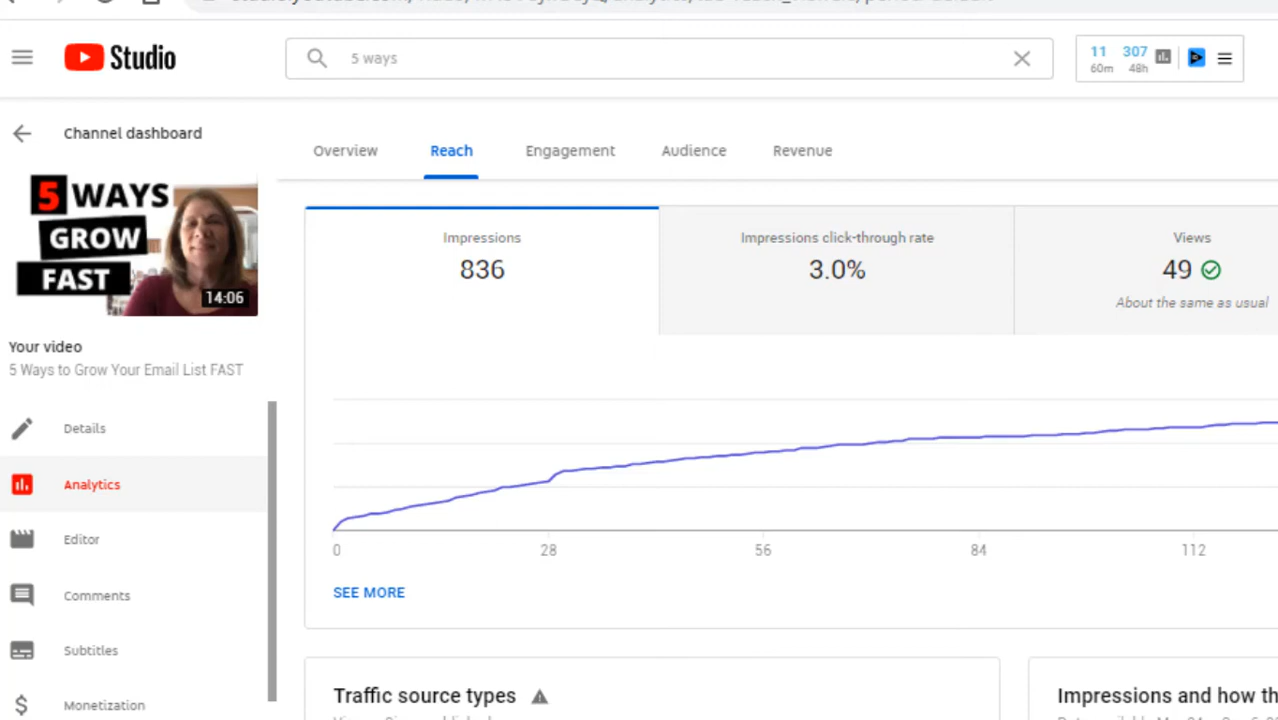 Studio
5 ways
11 307
60m 48h
Channel dashboard
Overview Reach Engagement Audience Revenue
5 WAYS
GROW
FAST
14:06
Impressions
836
Impressions click-through rate
3.0%
Views
49
About the same as usual
Your video
5 Ways to Grow Your Email List FAST
Details
Analytics
Editor
Comments
Subtitles
Monetization
0 28 56 84 112
SEE MORE
Traffic source types
Impressions and how th